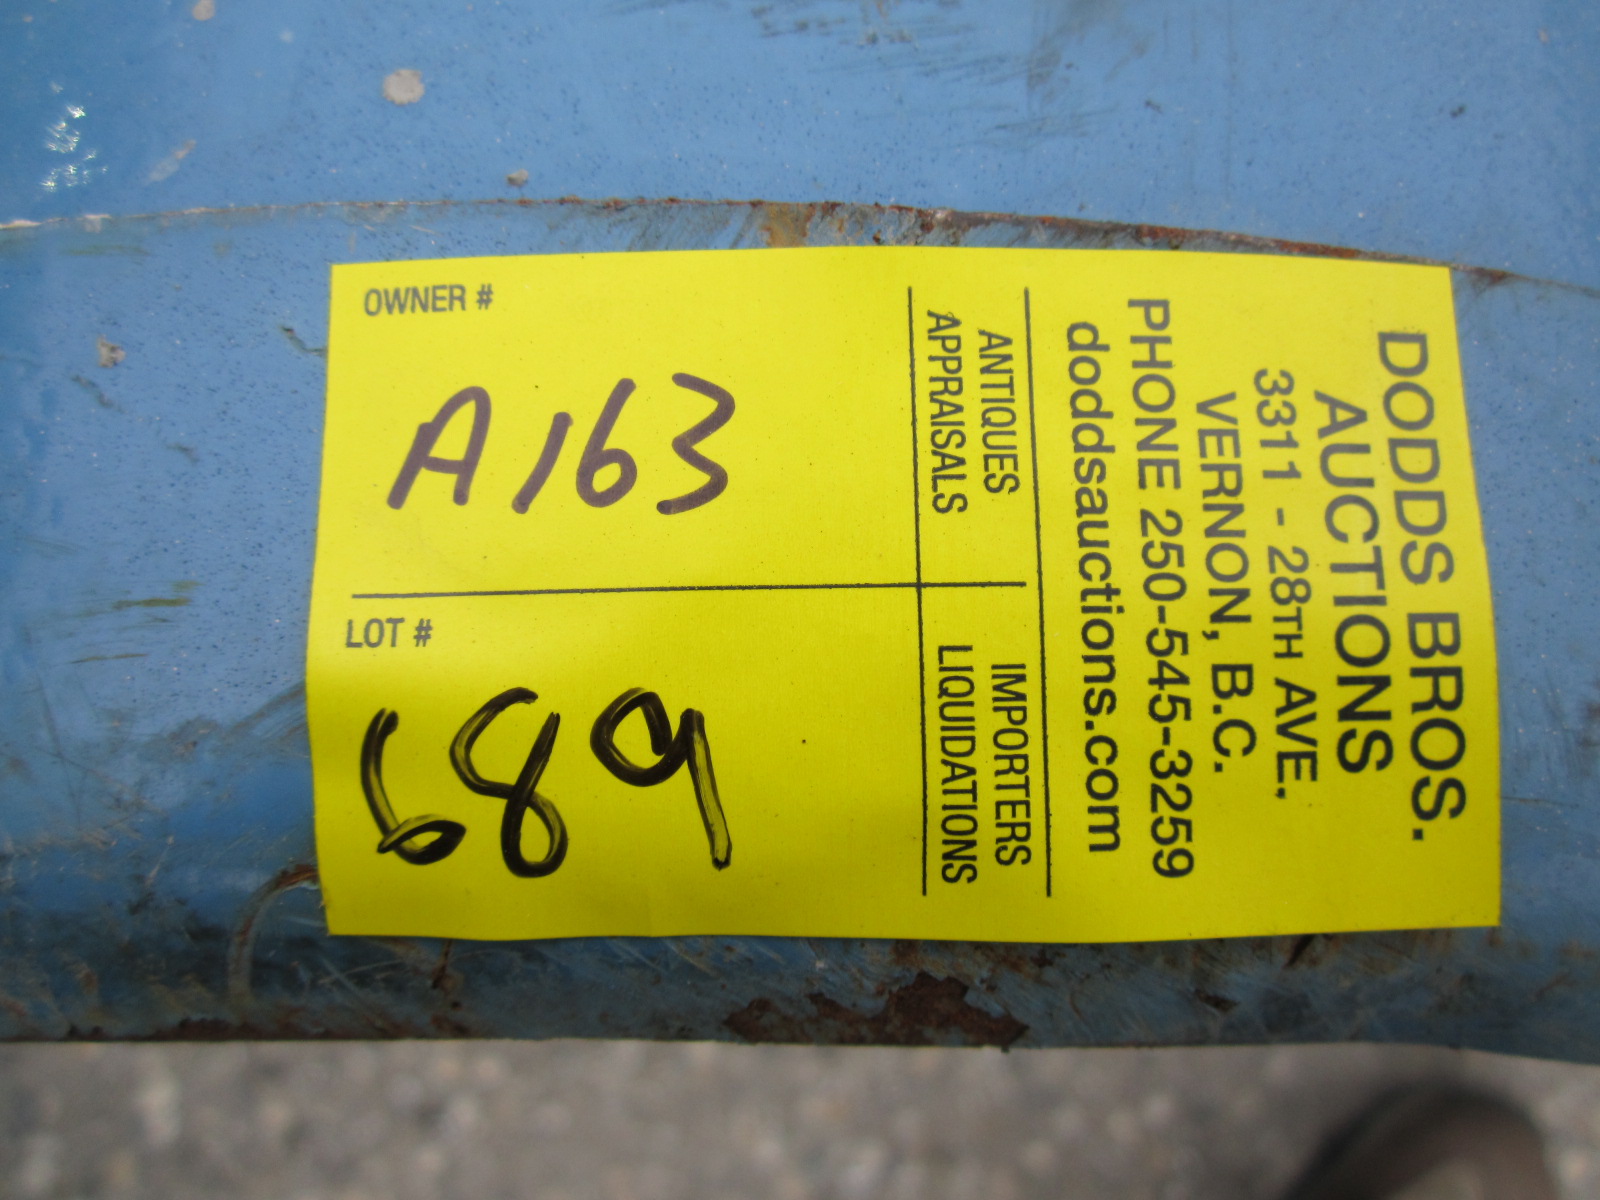 DODDS BROS.
AUCTIONS
3311 - 28TH AVE.
VERNON, B.C.
PHONE 250-545-3259
doddsauctions.com
ANTIQUES
APPRAISALS
IMPORTERS
LIQUIDATIONS
OWNER #
A163
LOT #
689